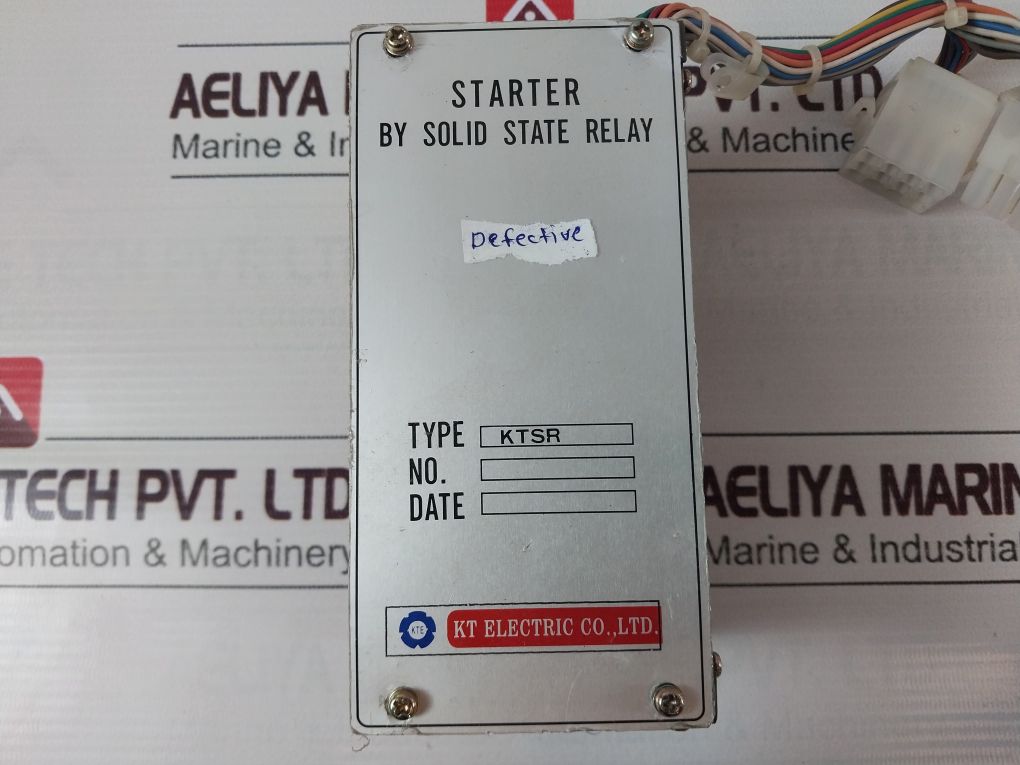 AELIYA
PVT. LTD
Marine & In
& Machine
STARTER
BY SOLID STATE RELAY
Defective
TYPE KTSR
NO.
DATE
TECH PVT. LTD
AELIYA MARIN
omation & Machinery
Marine & Industrial
KTE KT ELECTRIC CO.,LTD.